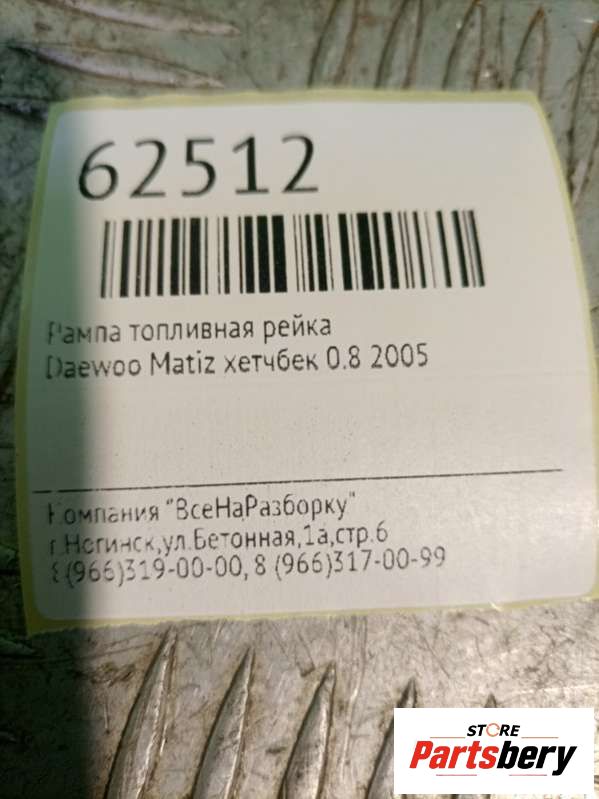 62512
Рампа топливная рейка
Daewoo Matiz хетчбек 0.8 2005
Компания "ВсеНаРазборку"
г.Ногинск,ул.Бетонная,1а,стр.6
8(966)319-00-00, 8 (966)317-00-99
STORE
Partsbery